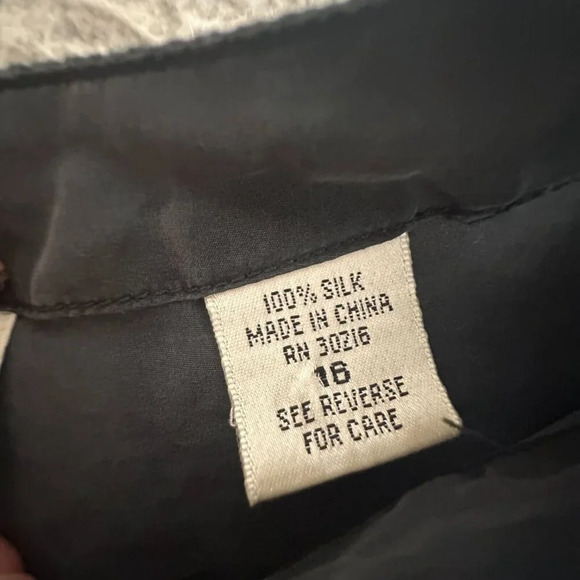 100% SILK
MADE IN CHINA
RN 30216
16
SEE REVERSE
FOR CARE